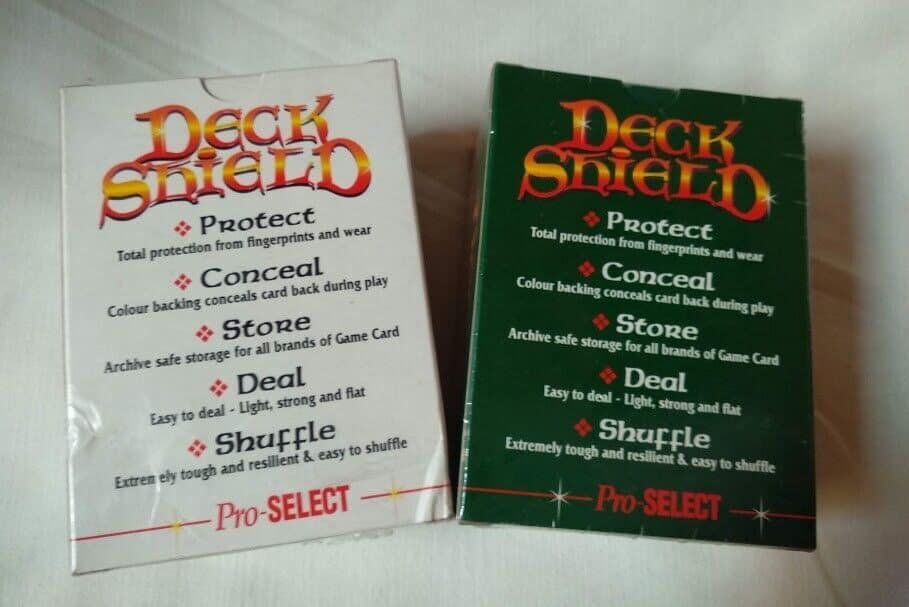 DECK
SHIELD
Protect
Total protection from fingerprints and wear
Conceal
Colour backing conceals card back during play
Store
Archive safe storage for all brands of Game Card
Deal
Easy to deal - Light, strong and flat
Shuffle
Extremely tough and resilient & easy to shuffle
Pro-SELECT
DECK
SHIELD
Protect
Total protection from fingerprints and wear
Conceal
Colour backing conceals card back during play
Store
Archive safe storage for all brands of Game Card
Deal
Easy to deal - Light, strong and flat
Shuffle
Extremely tough and resilient & easy to shuffle
Pro-SELECT